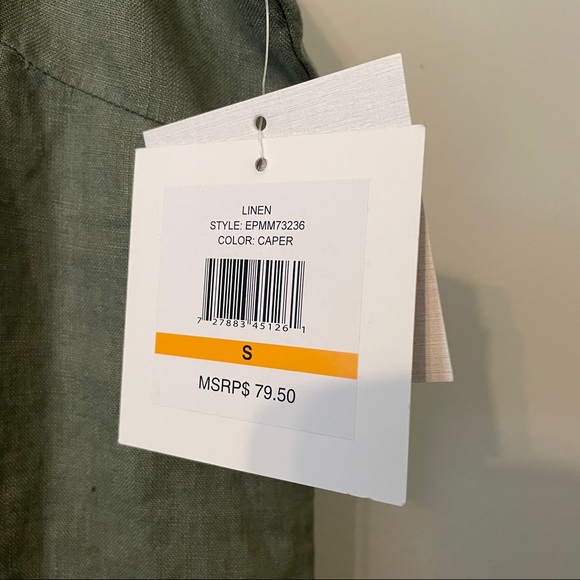 LINEN
STYLE: EPMM73236
COLOR: CAPER
7 27883 45126 1
S
MSRP$ 79.50